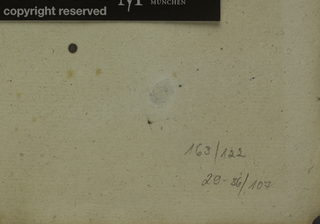 MÜNCHEN
copyright reserved
163/122
29-36/107